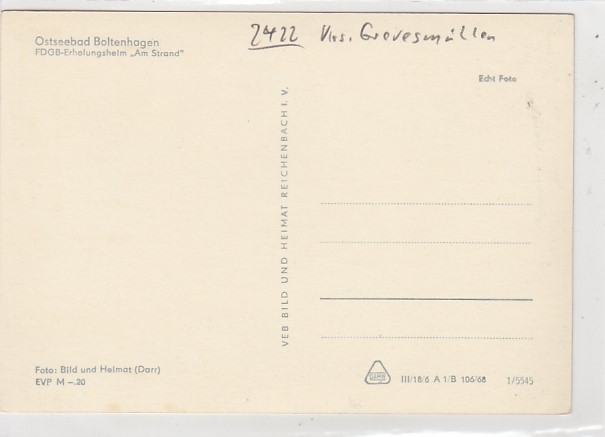 2422 Krs. Grevesmühlen
Ostseebad Boltenhagen
FDGB-Erholungsheim „Am Strand"
Echt Foto
VEB BILD UND HEIMAT REICHENBACH I. V.
Foto: Bild und Heimat (Darr)
EVP M –.20
III/18/6 A 1/B 106/68 1/5545